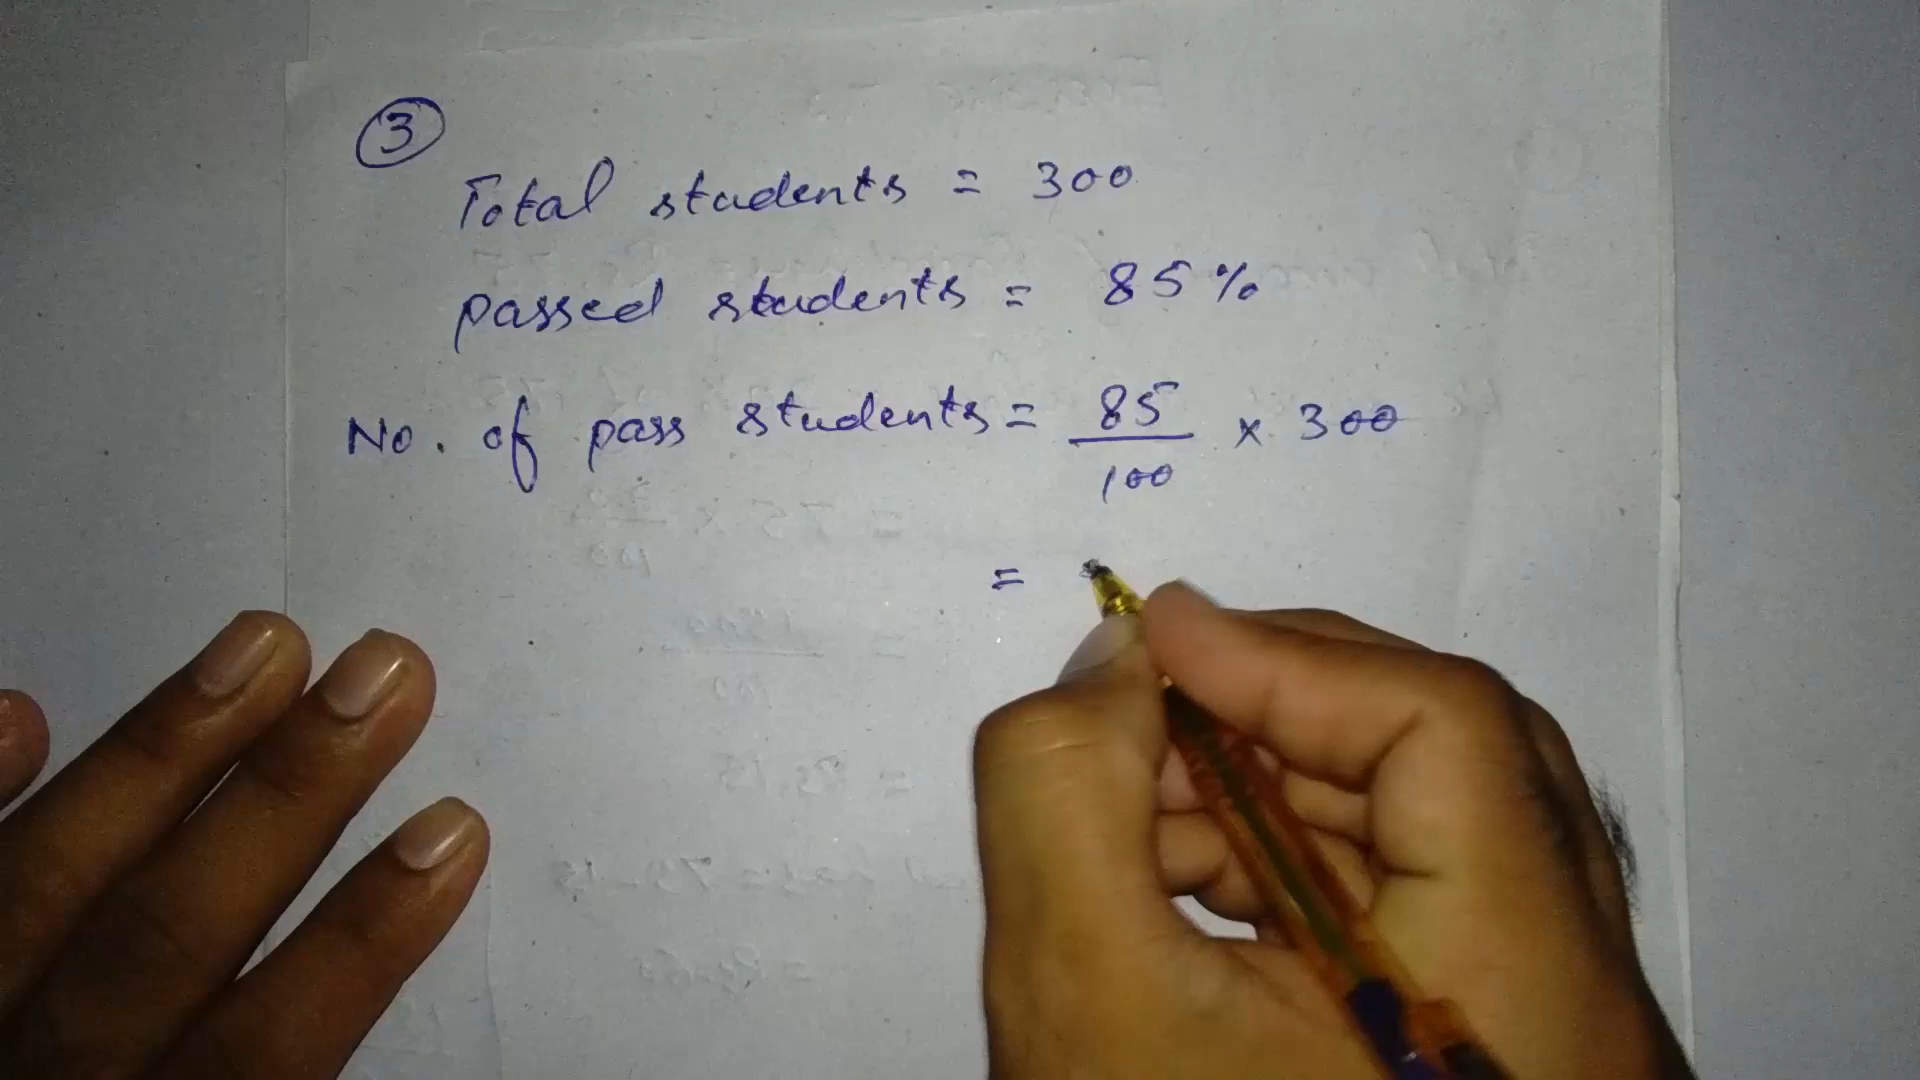 3
Total students = 300
passed students = 85%
No. of pass students = 85/100 × 300
=